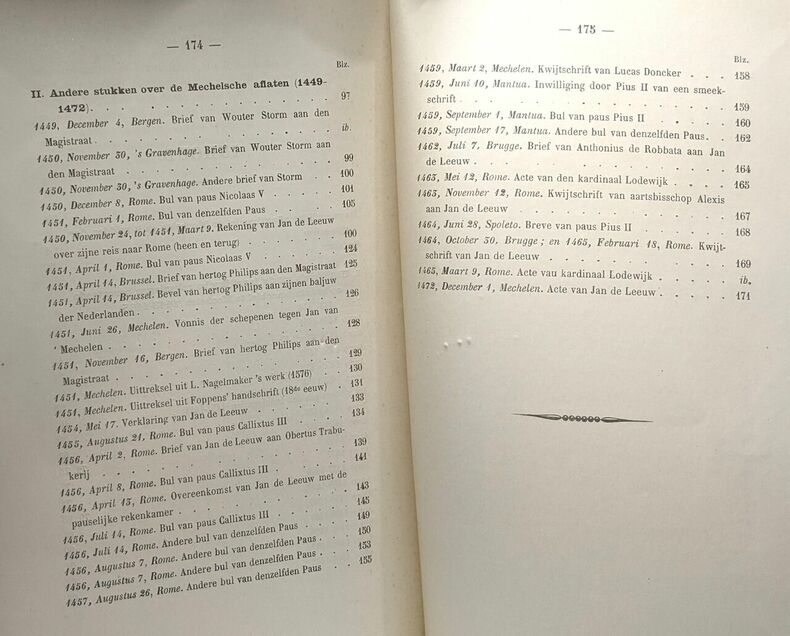 — 174 —
Blz.
II. Andere stukken over de Mechelsche aflaten (1449-
1472). . . . . . . . . . . . 97
1449, December 4, Bergen. Brief van Wouter Storm aan den
Magistraat. . . . . . . . . . . ib.
1450, November 30, 's Gravenhage. Brief van Wouter Storm aan
den Magistraat . . . . . . . . . . 99
1450, November 30, 's Gravenhage. Andere brief van Storm . 100
1450, December 8, Rome. Bul van paus Nicolaas V . . . 101
1451, Februari 1, Rome. Bul van denzelfden Paus . . . 105
1450, November 24, tot 1451, Maart 9. Rekening van Jan de Leeuw
over zijne reis naar Rome (heen en terug) . . . . . 100
1451, April 1, Rome. Bul van paus Nicolaas V . . . . 124
1451, April 14, Brussel. Brief van hertog Philips aan den Magistraat 125
1451, April 14, Brussel. Bevel van hertog Philips aan zijnen baljuw
der Nederlanden . . . . . . . . . . 126
1451, Juni 26, Mechelen. Vonnis der schepenen tegen Jan van
' Mechelen . . . . . . . . . . . 128
1451, November 16, Bergen. Brief van hertog Philips aan den
Magistraat . . . . . . . . . . . 129
1451, Mechelen. Uittreksel uit L. Nagelmaker 's werk (1576) . 130
1451, Mechelen. Uittreksel uit Foppens' handschrift (18de eeuw) . 131
1454, Mei 17. Verklaring van Jan de Leeuw . . . . . 133
1455, Augustus 21, Rome. Bul van paus Callixtus III . . . 134
1456, April 2, Rome. Brief van Jan de Leeuw aan Obertus Trabu-
kerij . . . . . . . . . . . . 139
1456, April 8, Rome. Bul van paus Callixtus III . . . . 141
1456, April 13, Rome. Overeenkomst van Jan de Leeuw met de
pauselijke rekenkamer . . . . . . . . . 143
1456, Juli 14, Rome. Bul van paus Callixtus III . . . . 145
1456, Juli 14, Rome. Andere bul van denzelfden Paus . . . 149
1456, Augustus 7, Rome. Andere bul van denzelfden Paus . . 150
1456, Augustus 7, Rome. Andere bul van denzelfden Paus . . 153
1457, Augustus 26, Rome. Andere bul van denzelfden Paus . . 155
— 175 —
Blz.
1459, Maart 2, Mechelen. Kwijtschrift van Lucas Doncker . . . 158
1459, Juni 10, Mantua. Inwilliging door Pius II van een smeek-
schrift . . . . . . . . . . . . 159
1459, September 1, Mantua. Bul van paus Pius II . . . . 160
1459, September 17, Mantua. Andere bul van denzelfden Paus. . 162
1462, Juli 7, Brugge. Brief van Anthonius de Robbata aan Jan
de Leeuw . . . . . . . . . . . 164
1463, Mei 12, Rome. Acte van den kardinaal Lodewijk . . . . 165
1463, November 12, Rome. Kwijtschrift van aartsbisschop Alexis
aan Jan de Leeuw . . . . . . . . . . 167
1464, Juni 28, Spoleto. Breve van paus Pius II . . . . . 168
1464, October 30. Brugge; en 1465, Februari 18, Rome. Kwijt-
schrift van Jan de Leeuw . . . . . . . . . 169
1465, Maart 9, Rome. Acte vau kardinaal Lodewijk . . . . ib.
1472, December 1, Mechelen. Acte van Jan de Leeuw . . . . . 171